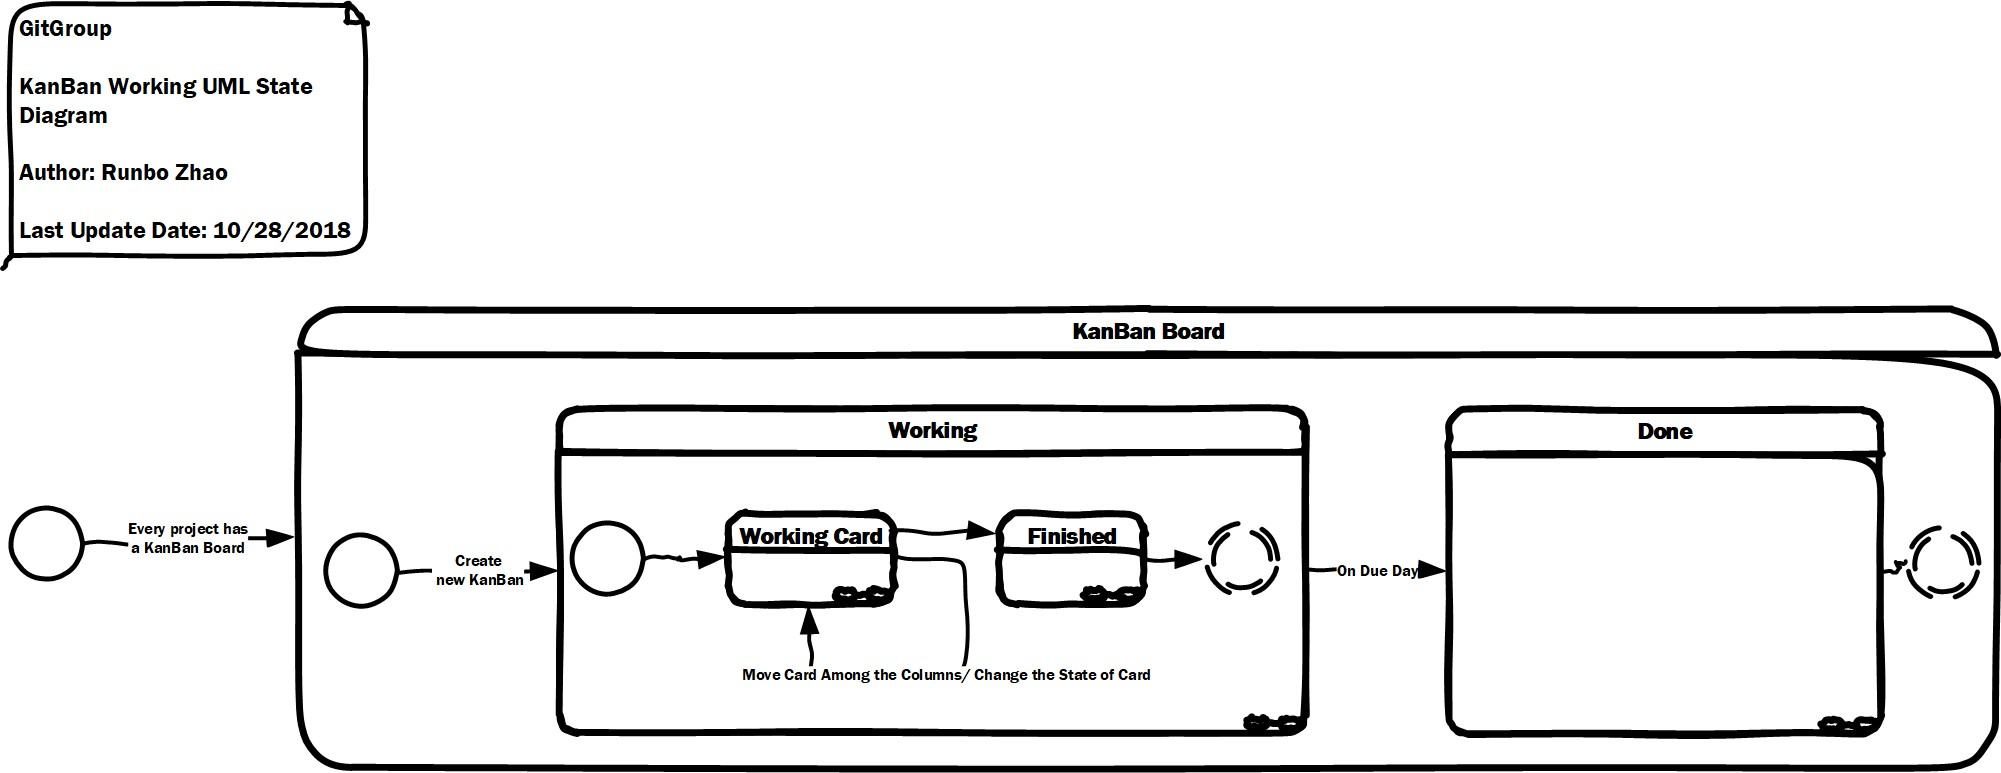 GitGroup
KanBan Working UML State
Diagram
Author: Runbo Zhao
Last Update Date: 10/28/2018
KanBan Board
Working
Done
Every project has
a KanBan Board
Create
new KanBan
Working Card
Finished
On Due Day
Move Card Among the Columns/ Change the State of Card